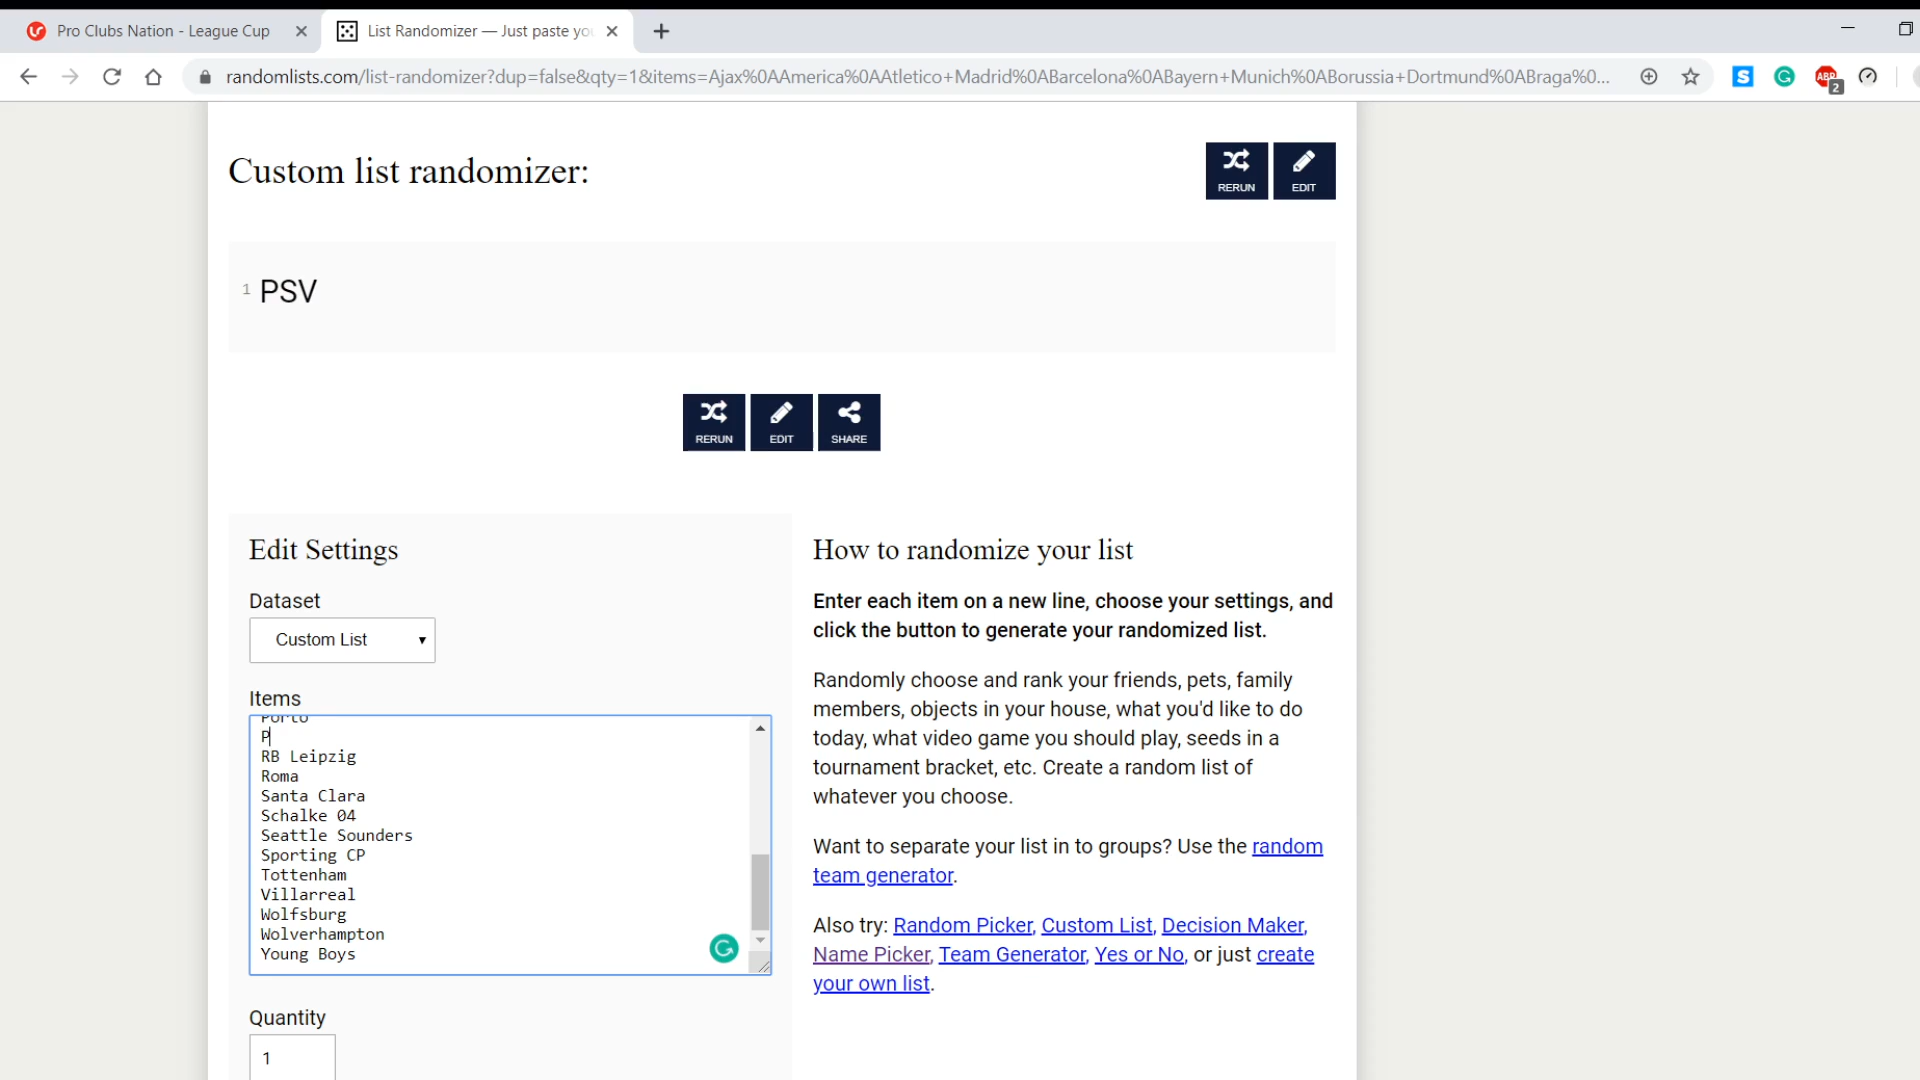 Pro Clubs Nation - League Cup
List Randomizer — Just paste yo
randomlists.com/list-randomizer?dup=false&qty=1&items=Ajax%0AAmerica%0AAtletico+Madrid%0ABarcelona%0ABayern+Munich%0ABorussia+Dortmund%0ABraga%0...
S
G
ABP
2
Custom list randomizer:
RERUN
EDIT
1 PSV
RERUN
EDIT
SHARE
Edit Settings
Dataset
Custom List
Items
Porto
P
RB Leipzig
Roma
Santa Clara
Schalke 04
Seattle Sounders
Sporting CP
Tottenham
Villarreal
Wolfsburg
Wolverhampton
Young Boys
Quantity
1
How to randomize your list
Enter each item on a new line, choose your settings, and
click the button to generate your randomized list.
Randomly choose and rank your friends, pets, family
members, objects in your house, what you'd like to do
today, what video game you should play, seeds in a
tournament bracket, etc. Create a random list of
whatever you choose.
Want to separate your list in to groups? Use the random
team generator.
Also try: Random Picker, Custom List, Decision Maker,
Name Picker, Team Generator, Yes or No, or just create
your own list.